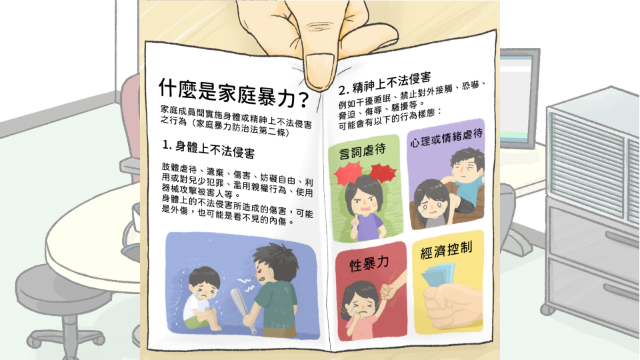 什麼是家庭暴力？
家庭成員間實施身體或精神上不法侵害
之行為（家庭暴力防治法第二條）
1. 身體上不法侵害
肢體虐待、遺棄、傷害、妨礙自由、利
用或對兒少犯罪、濫用親權行為、使用
器械攻擊被害人等。
身體上的不法侵害所造成的傷害，可能
是外傷，也可能是看不見的內傷。
2. 精神上不法侵害
例如干擾睡眠、禁止對外接觸、恐嚇、
脅迫、侮辱、騷擾等。
可能會有以下的行為樣態：
言詞虐待
心理或情緒虐待
性暴力
經濟控制